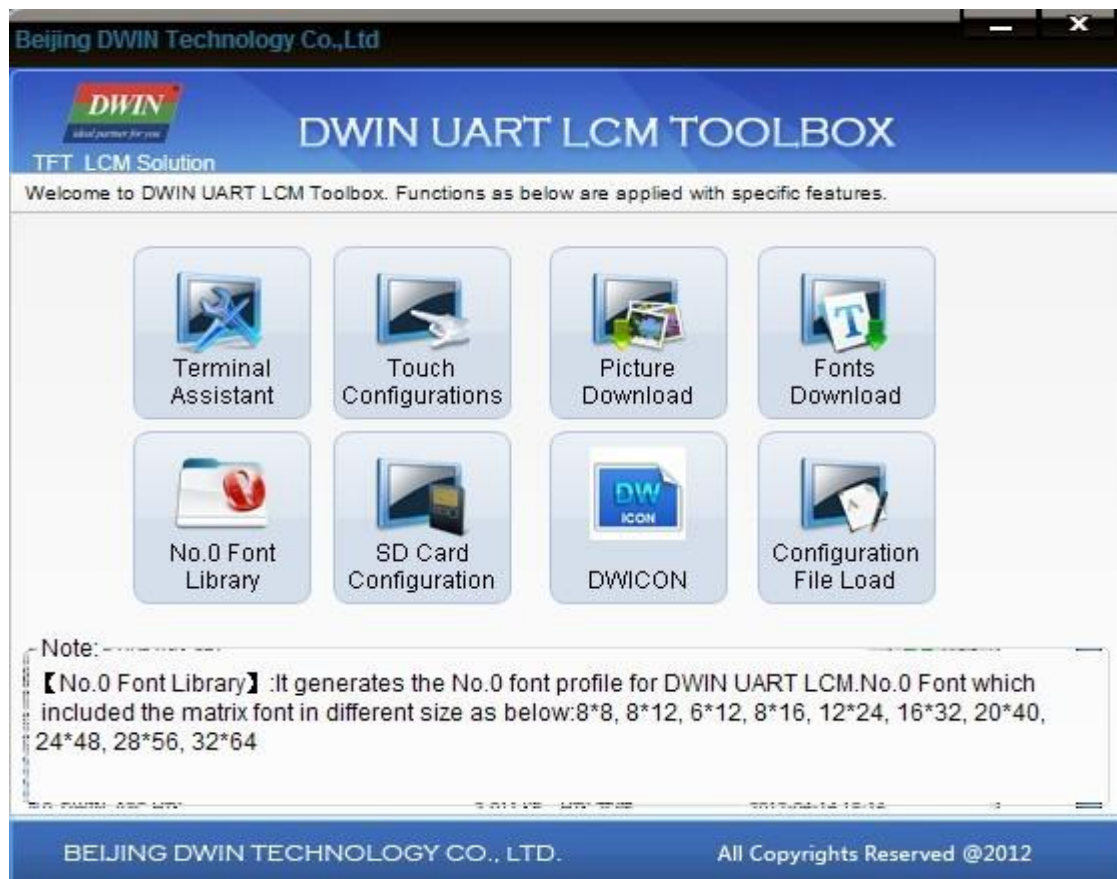 Beijing DWIN Technology Co.,Ltd
DWIN
ideal partner for you
TFT LCM Solution
DWIN UART LCM TOOLBOX
Welcome to DWIN UART LCM Toolbox. Functions as below are applied with specific features.
Terminal
Assistant
Touch
Configurations
Picture
Download
T
Fonts
Download
No.0 Font
Library
SD Card
Configuration
DW
ICON
DWICON
Configuration
File Load
Note:
【No.0 Font Library】 :It generates the No.0 font profile for DWIN UART LCM.No.0 Font which
included the matrix font in different size as below:8*8, 8*12, 6*12, 8*16, 12*24, 16*32, 20*40,
24*48, 28*56, 32*64
BEIJING DWIN TECHNOLOGY CO., LTD.
All Copyrights Reserved @2012